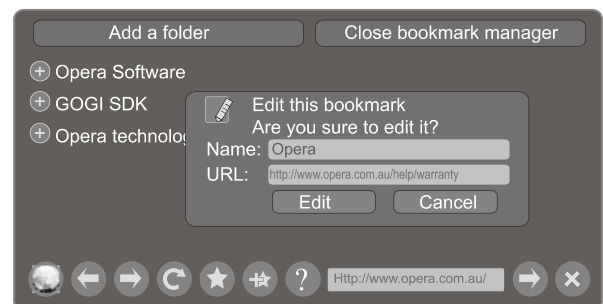 Add a folder
Close bookmark manager
Opera Software
GOGI SDK
Opera technolo
Edit this bookmark
Are you sure to edit it?
Name: Opera
URL: http://www.opera.com.au/help/warranty
Edit
Cancel
?
Http://www.opera.com.au/